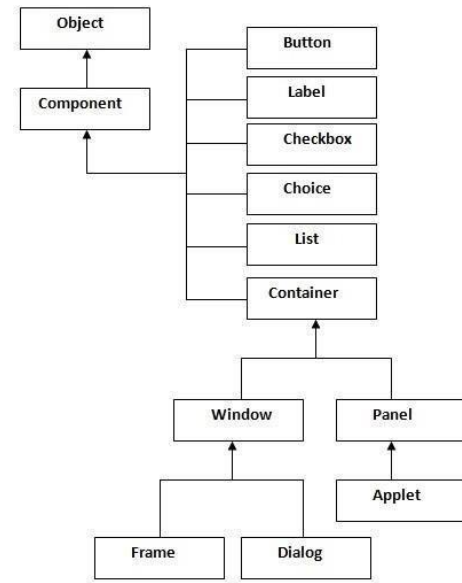 Object
Button
Component
Label
Checkbox
Choice
List
Container
Window
Panel
Applet
Frame
Dialog